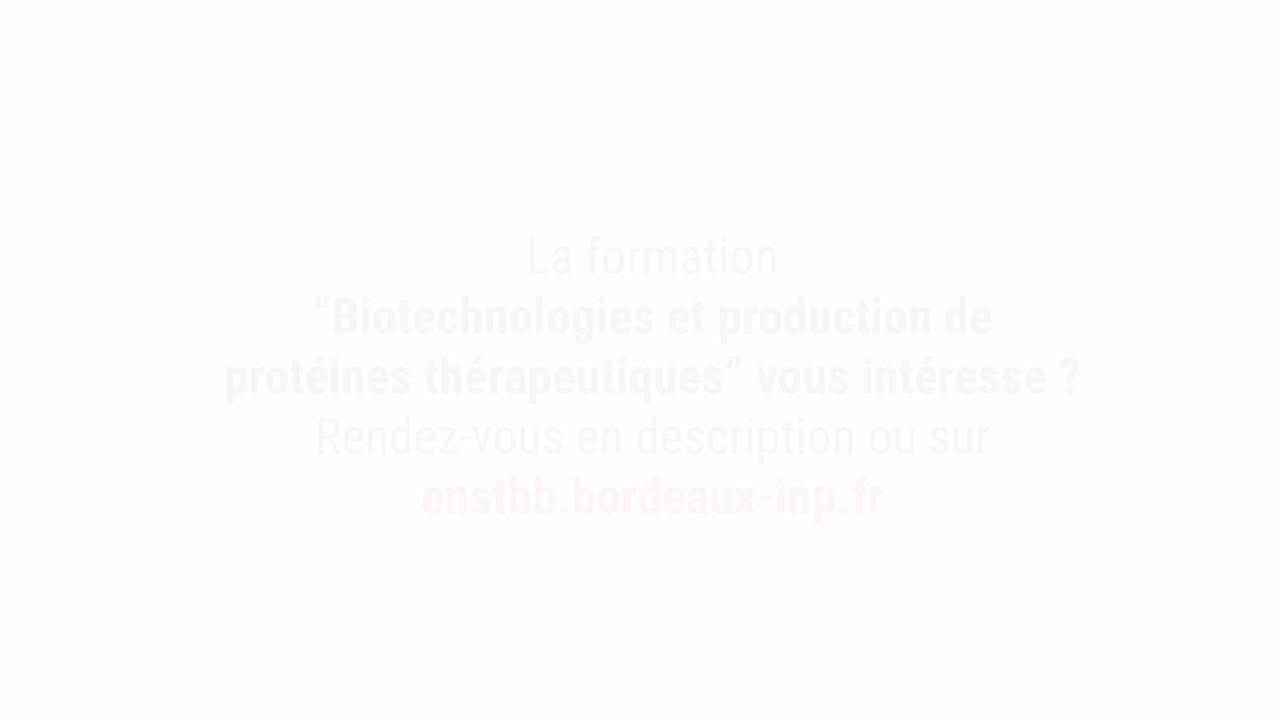 La formation
“Biotechnologies et production de
protéines thérapeutiques” vous intéresse ?
Rendez-vous en description ou sur
enstbb.bordeaux-inp.fr